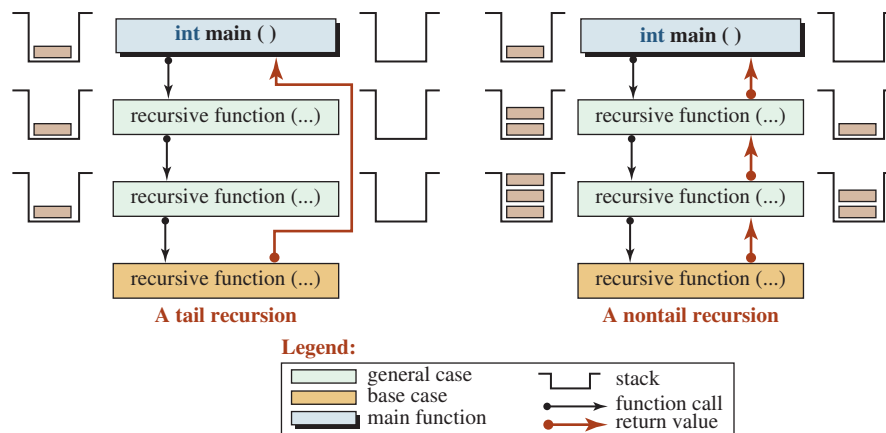 int main ( )
recursive function (...)
recursive function (...)
recursive function (...)
A tail recursion
int main ( )
recursive function (...)
recursive function (...)
recursive function (...)
A nontail recursion
Legend:
general case
base case
main function
stack
function call
return value